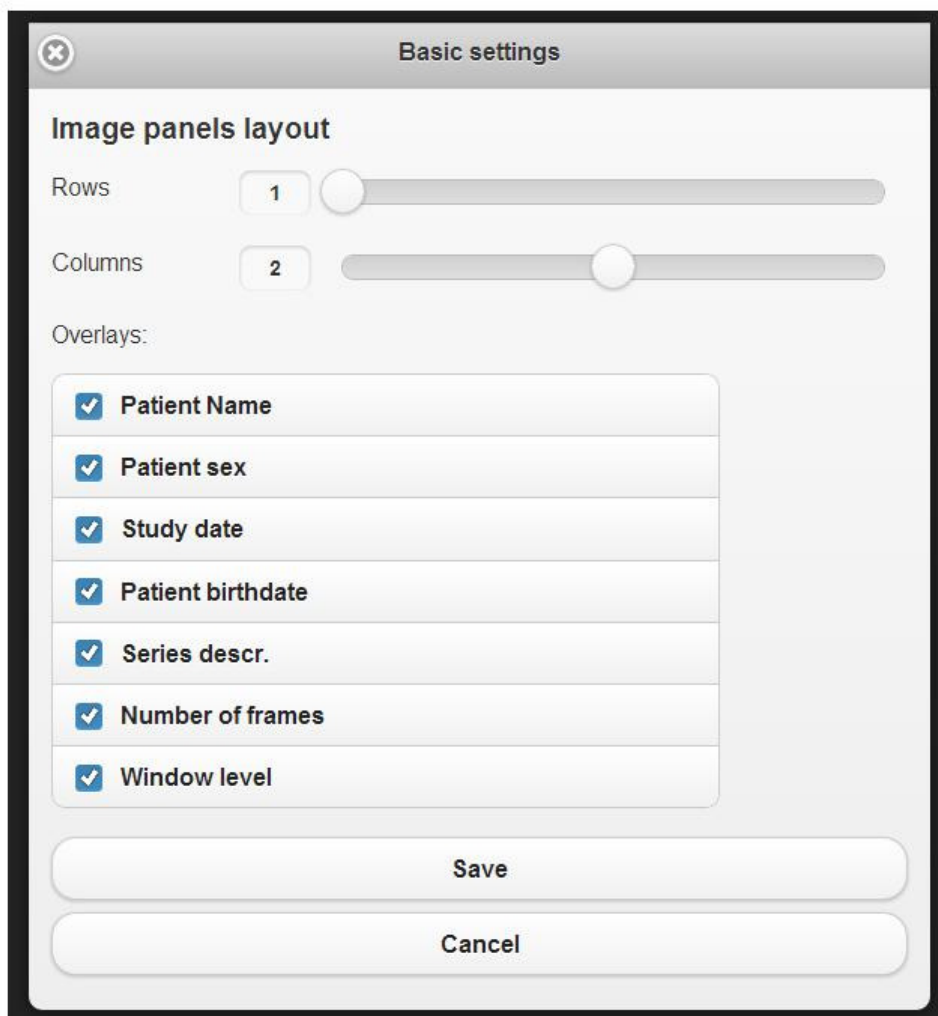 Basic settings
Image panels layout
Rows 1
Columns 2
Overlays:
Patient Name
Patient sex
Study date
Patient birthdate
Series descr.
Number of frames
Window level
Save
Cancel